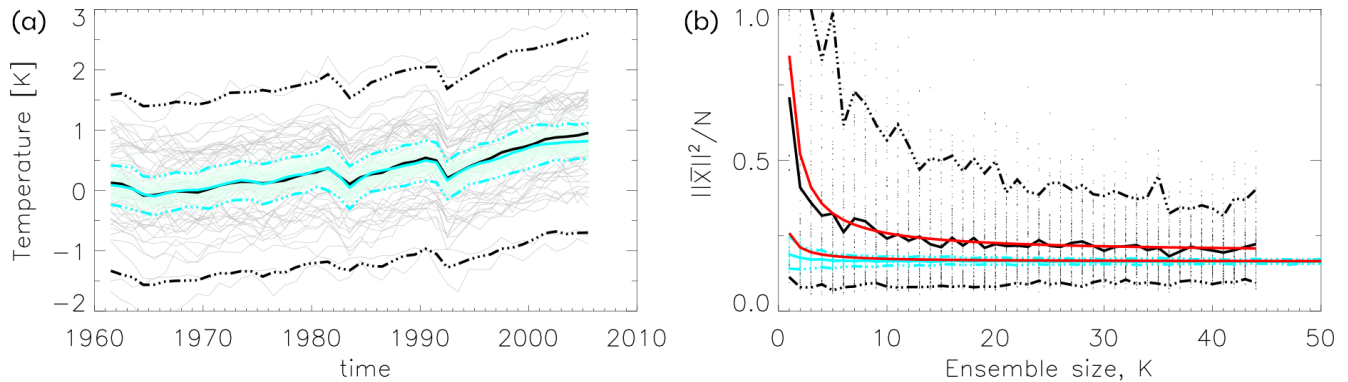 (a)
3
2
1
0
−1
−2
Temperature [K]
1960 1970 1980 1990 2000 2010
time
(b)
1.0
0.5
0.0
||X̄||²/N
0 10 20 30 40 50
Ensemble size, K